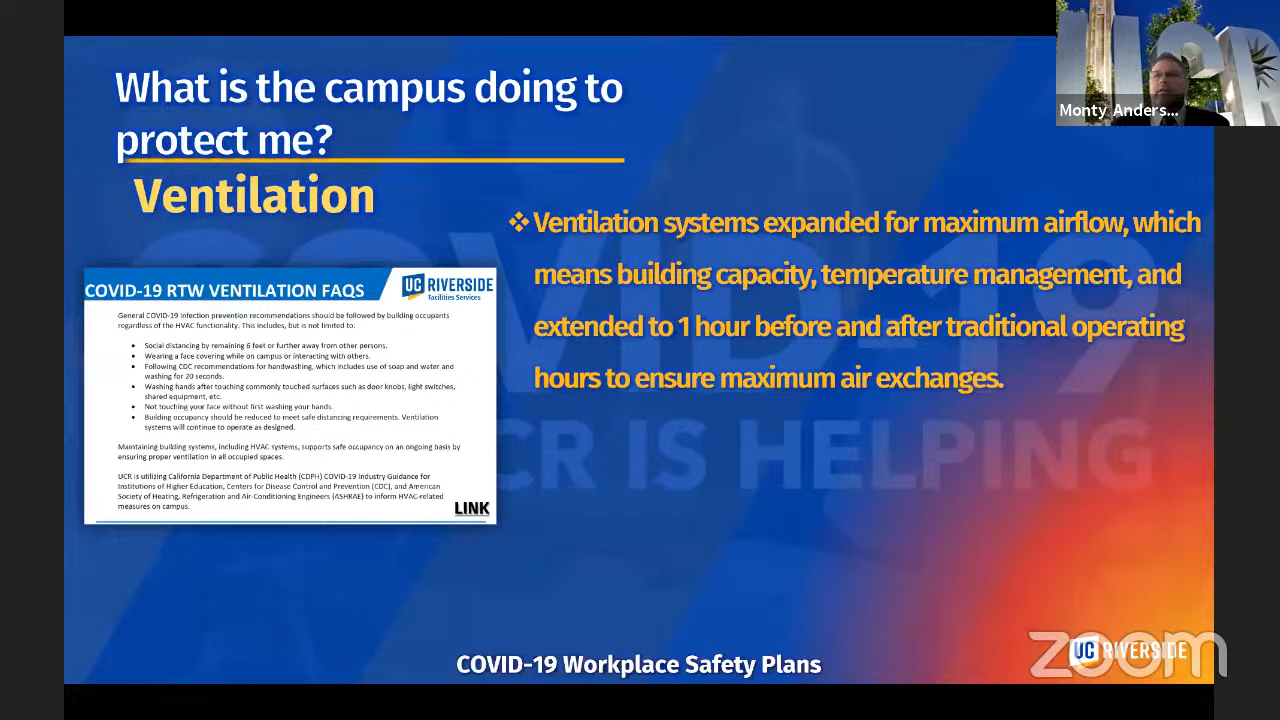 What is the campus doing to
protect me?
Ventilation
❖ Ventilation systems expanded for maximum airflow, which
means building capacity, temperature management, and
extended to 1 hour before and after traditional operating
hours to ensure maximum air exchanges.
COVID-19 RTW VENTILATION FAQS
UC RIVERSIDE
Facilities Services
General COVID-19 infection prevention recommendations should be followed by building occupants
regardless of the HVAC functionality. This includes, but is not limited to:
• Social distancing by remaining 6 feet or further away from other persons.
• Wearing a face covering while on campus or interacting with others.
• Following CDC recommendations for handwashing, which includes use of soap and water and
washing for 20 seconds.
• Washing hands after touching commonly touched surfaces such as door knobs, light switches,
shared equipment, etc.
• Not touching your face without first washing your hands.
• Building occupancy should be reduced to meet safe distancing requirements. Ventilation
systems will continue to operate as designed.
Maintaining building systems, including HVAC systems, supports safe occupancy on an ongoing basis by
ensuring proper ventilation in all occupied spaces.
UCR is utilizing California Department of Public Health (CDPH) COVID-19 Industry Guidance for
Institutions of Higher Education, Centers for Disease Control and Prevention (CDC), and American
Society of Heating, Refrigeration and Air-Conditioning Engineers (ASHRAE) to inform HVAC-related
measures on campus.
LINK
COVID-19
CR IS HELPING
COVID-19 Workplace Safety Plans
UC RIVERSIDE
zoom
UCR
Monty Anders...